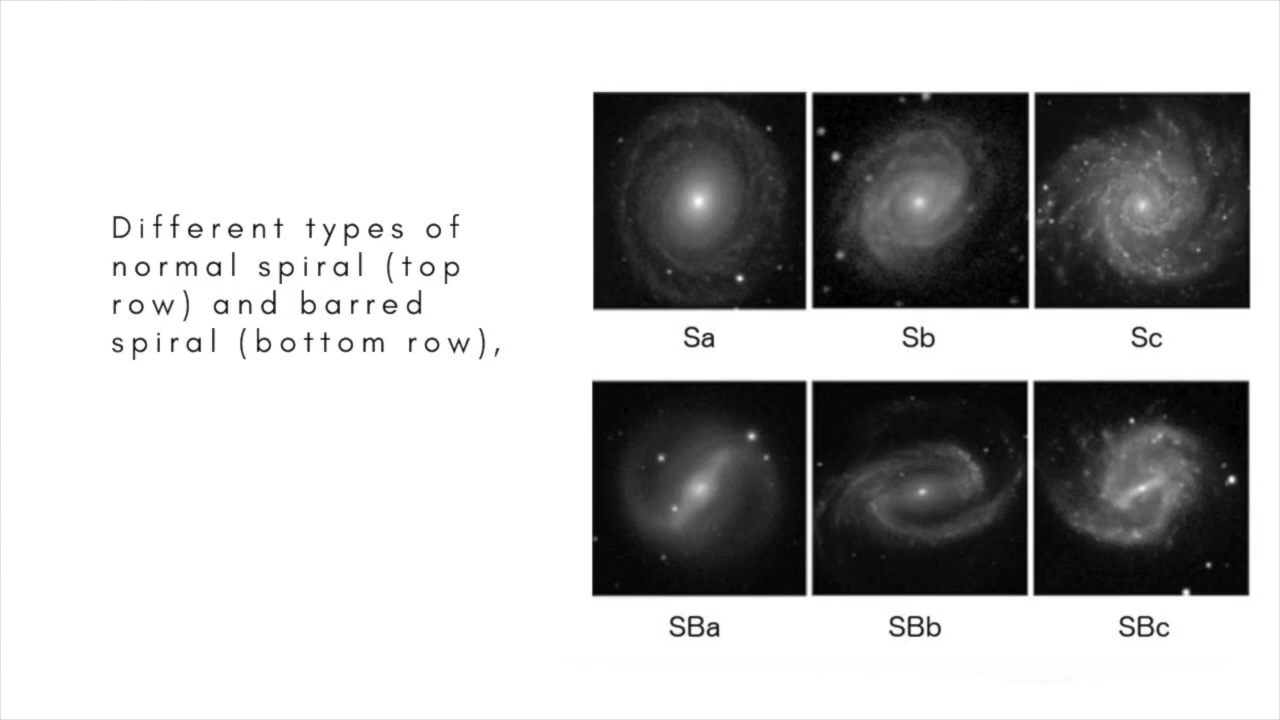 Different types of
normal spiral (top
row) and barred
spiral (bottom row),
Sa
Sb
Sc
SBa
SBb
SBc